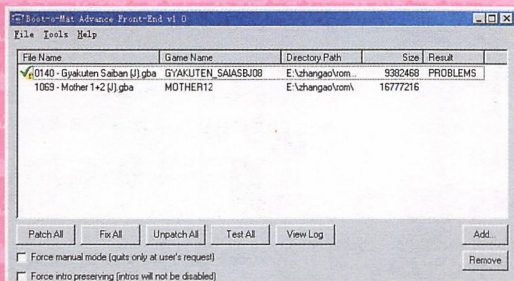 Boot-o-Mat Advance Front-End v1.0
File Tools Help
File Name Game Name Directory Path Size Result
0140 - Gyakuten Saiban (J).gba GYAKUTEN_SAIASBJ08 E:\zhangao\rom... 9382468 PROBLEMS
1069 - Mother 1+2 (J).gba MOTHER12 E:\zhangao\rom\ 16777216
Patch All Fix All Unpatch All Test All View Log Add...
Force manual mode (quits only at user's request) Remove
Force intro preserving (intros will not be disabled)